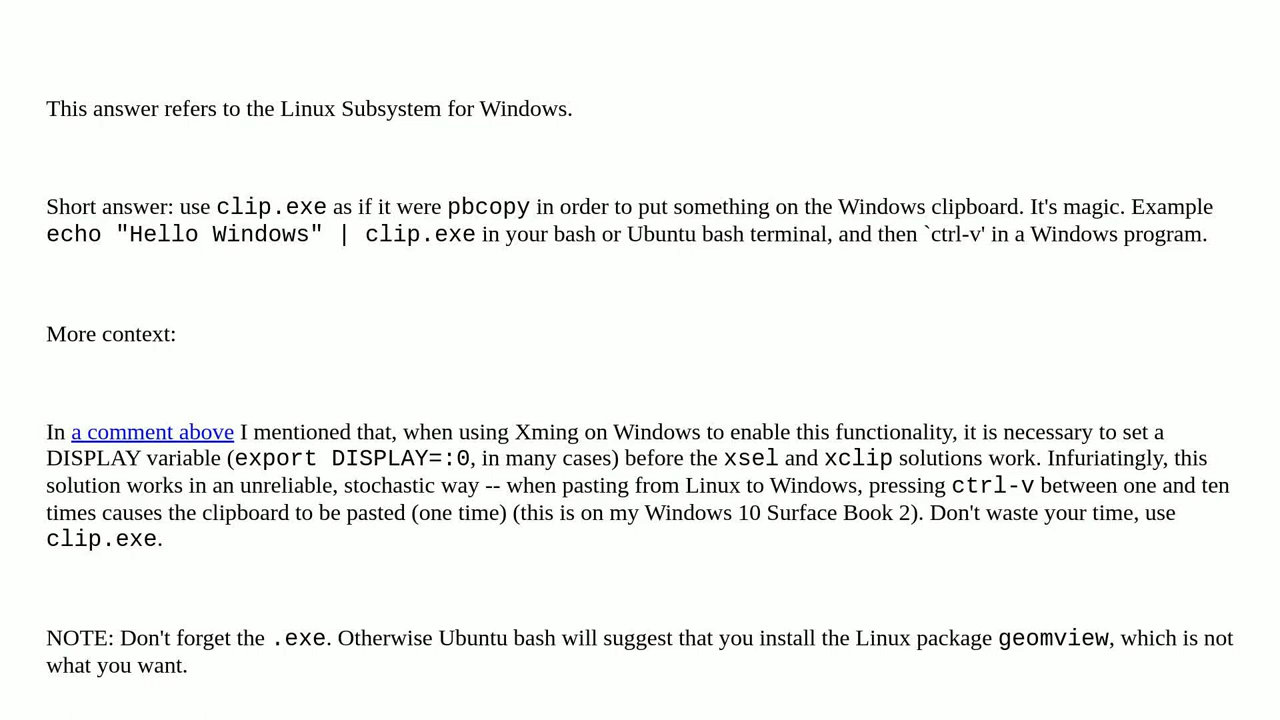 This answer refers to the Linux Subsystem for Windows.
Short answer: use clip.exe as if it were pbcopy in order to put something on the Windows clipboard. It's magic. Example
echo "Hello Windows" | clip.exe in your bash or Ubuntu bash terminal, and then `ctrl-v' in a Windows program.
More context:
In a comment above I mentioned that, when using Xming on Windows to enable this functionality, it is necessary to set a
DISPLAY variable (export DISPLAY=:0, in many cases) before the xsel and xclip solutions work. Infuriatingly, this
solution works in an unreliable, stochastic way -- when pasting from Linux to Windows, pressing ctrl-v between one and ten
times causes the clipboard to be pasted (one time) (this is on my Windows 10 Surface Book 2). Don't waste your time, use
clip.exe.
NOTE: Don't forget the .exe. Otherwise Ubuntu bash will suggest that you install the Linux package geomview, which is not
what you want.